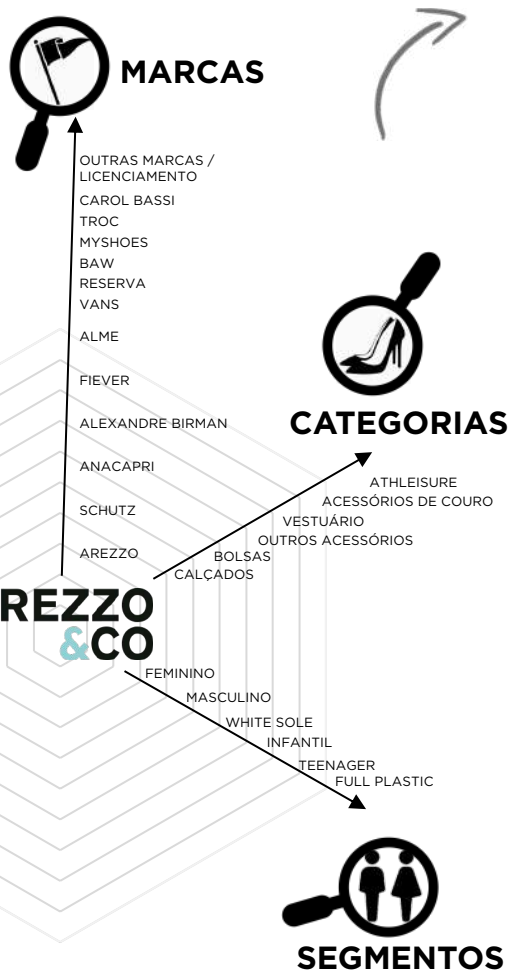 MARCAS
OUTRAS MARCAS /
LICENCIAMENTO
CAROL BASSI
TROC
MYSHOES
BAW
RESERVA
VANS
ALME
FIEVER
ALEXANDRE BIRMAN
ANACAPRI
SCHUTZ
AREZZO
CATEGORIAS
ATHLEISURE
ACESSÓRIOS DE COURO
VESTUÁRIO
OUTROS ACESSÓRIOS
BOLSAS
CALÇADOS
REZZO
&CO
FEMININO
MASCULINO
WHITE SOLE
INFANTIL
TEENAGER
FULL PLASTIC
SEGMENTOS